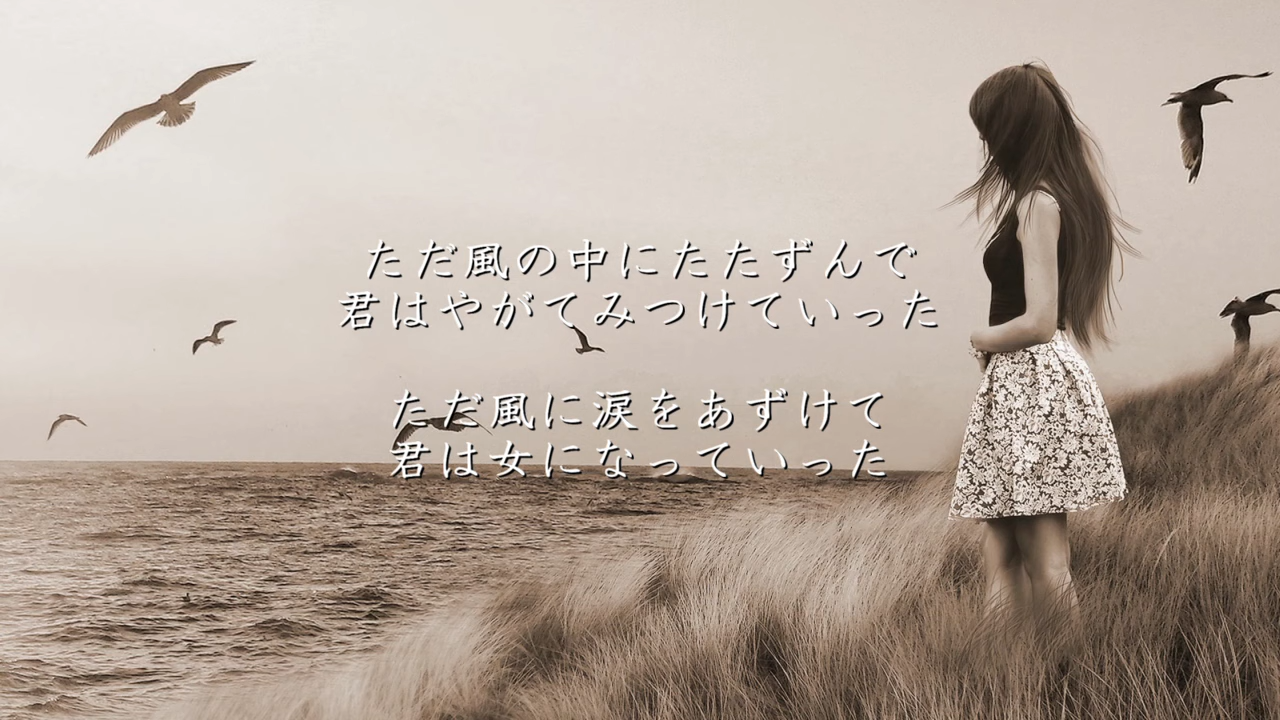 ただ風の中にたたずんで
君はやがてみつけていった
ただ風に涙をあずけて
君は女になっていった